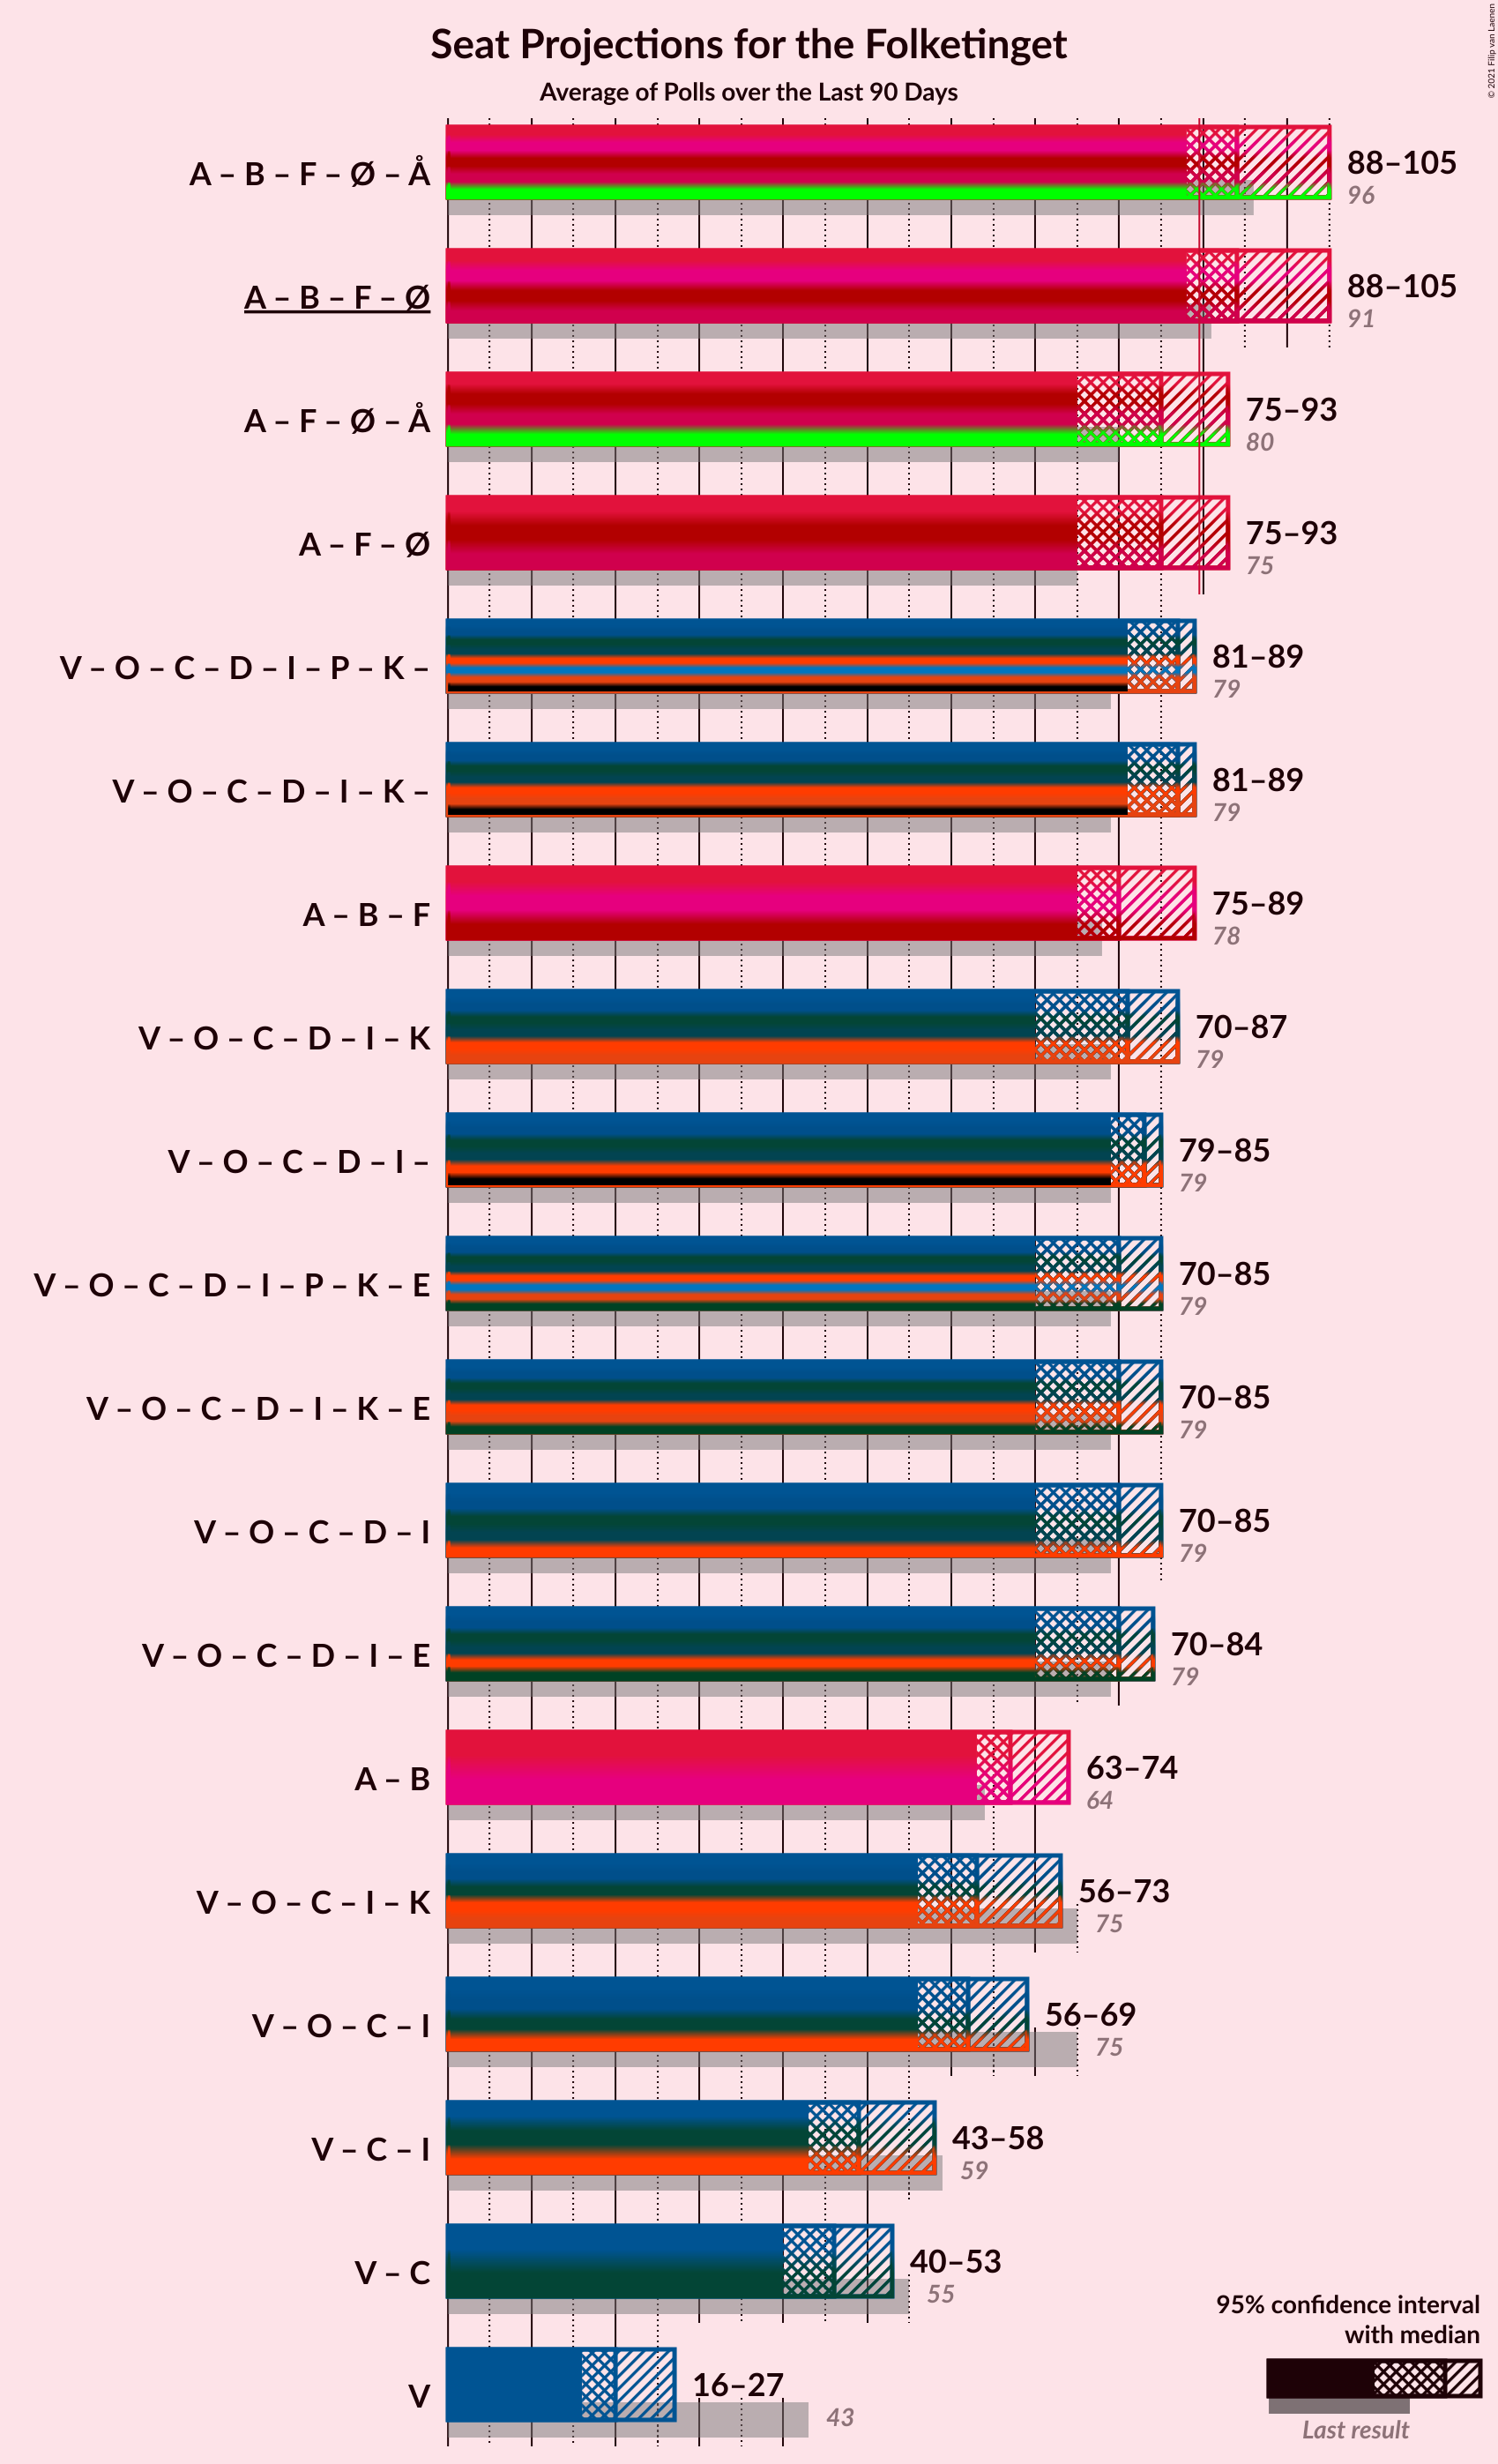 Seat Projections for the Folketinget
Average of Polls over the Last 90 Days
© 2021 Filip van Laenen
A – B – F – Ø – Å
88–105
96
A – B – F – Ø
88–105
91
A – F – Ø – Å
75–93
80
A – F – Ø
75–93
75
V – O – C – D – I – P – K –
81–89
79
V – O – C – D – I – K –
81–89
79
A – B – F
75–89
78
V – O – C – D – I – K
70–87
79
V – O – C – D – I –
79–85
79
V – O – C – D – I – P – K – E
70–85
79
V – O – C – D – I – K – E
70–85
79
V – O – C – D – I
70–85
79
V – O – C – D – I – E
70–84
79
A – B
63–74
64
V – O – C – I – K
56–73
75
V – O – C – I
56–69
75
V – C – I
43–58
59
V – C
40–53
55
V
16–27
43
95% confidence interval
with median
Last result